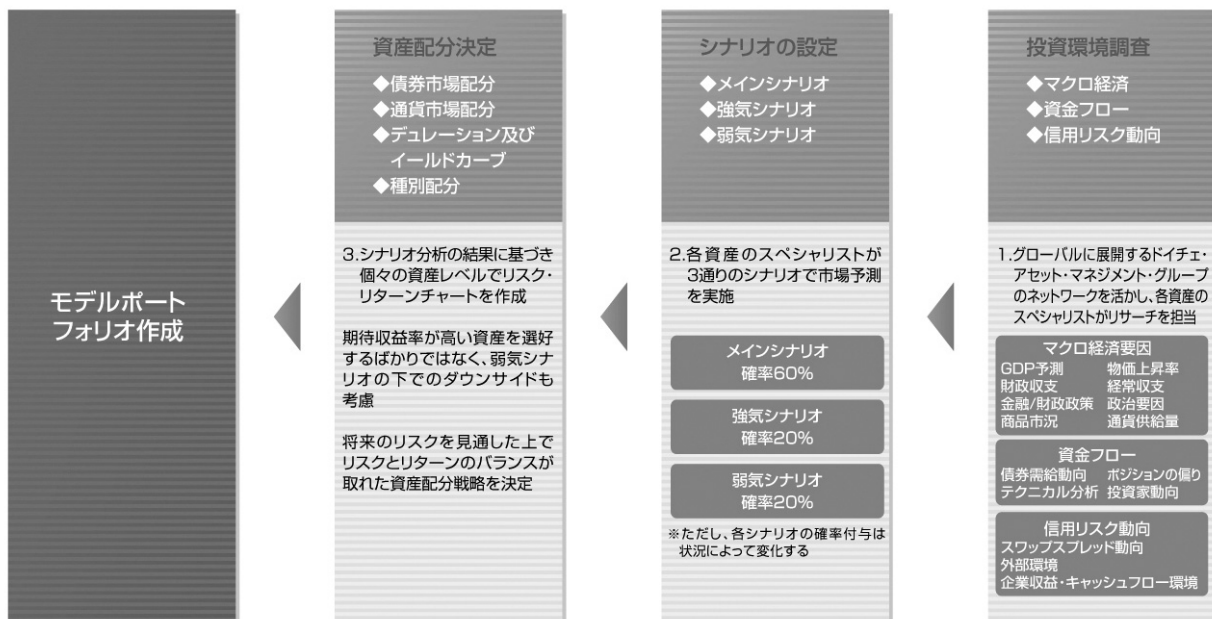 投資環境調査
◆マクロ経済
◆資金フロー
◆信用リスク動向
1.グローバルに展開するドイチェ・
アセット・マネジメント・グループ
のネットワークを活かし、各資産の
スペシャリストがリサーチを担当
マクロ経済要因
GDP予測 物価上昇率
財政収支 経常収支
金融/財政政策 政治要因
商品市況 通貨供給量
資金フロー
債券需給動向 ポジションの偏り
テクニカル分析 投資家動向
信用リスク動向
スワップスプレッド動向
外部環境
企業収益・キャッシュフロー環境
シナリオの設定
◆メインシナリオ
◆強気シナリオ
◆弱気シナリオ
2.各資産のスペシャリストが
3通りのシナリオで市場予測
を実施
メインシナリオ
確率60%
強気シナリオ
確率20%
弱気シナリオ
確率20%
※ただし、各シナリオの確率付与は
状況によって変化する
資産配分決定
◆債券市場配分
◆通貨市場配分
◆デュレーション及び
イールドカーブ
◆種別配分
3.シナリオ分析の結果に基づき
個々の資産レベルでリスク・
リターンチャートを作成
期待収益率が高い資産を選好
するばかりではなく、弱気シナ
リオの下でのダウンサイドも
考慮
将来のリスクを見通した上で
リスクとリターンのバランスが
取れた資産配分戦略を決定
モデルポート
フォリオ作成